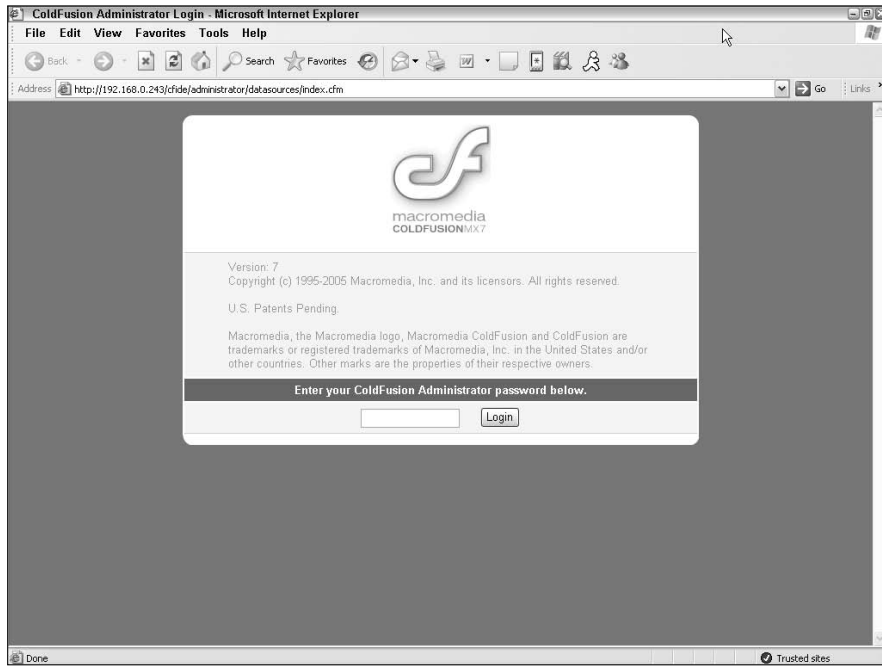 ColdFusion Administrator Login - Microsoft Internet Explorer
File Edit View Favorites Tools Help
Back Search Favorites
Address http://192.168.0.243/cfide/administrator/datasources/index.cfm Go Links
macromedia
COLDFUSIONMX7
Version: 7
Copyright (c) 1995-2005 Macromedia, Inc. and its licensors. All rights reserved.
U.S. Patents Pending.
Macromedia, the Macromedia logo, Macromedia ColdFusion and ColdFusion are
trademarks or registered trademarks of Macromedia, Inc. in the United States and/or
other countries. Other marks are the properties of their respective owners.
Enter your ColdFusion Administrator password below.
Login
Done Trusted sites